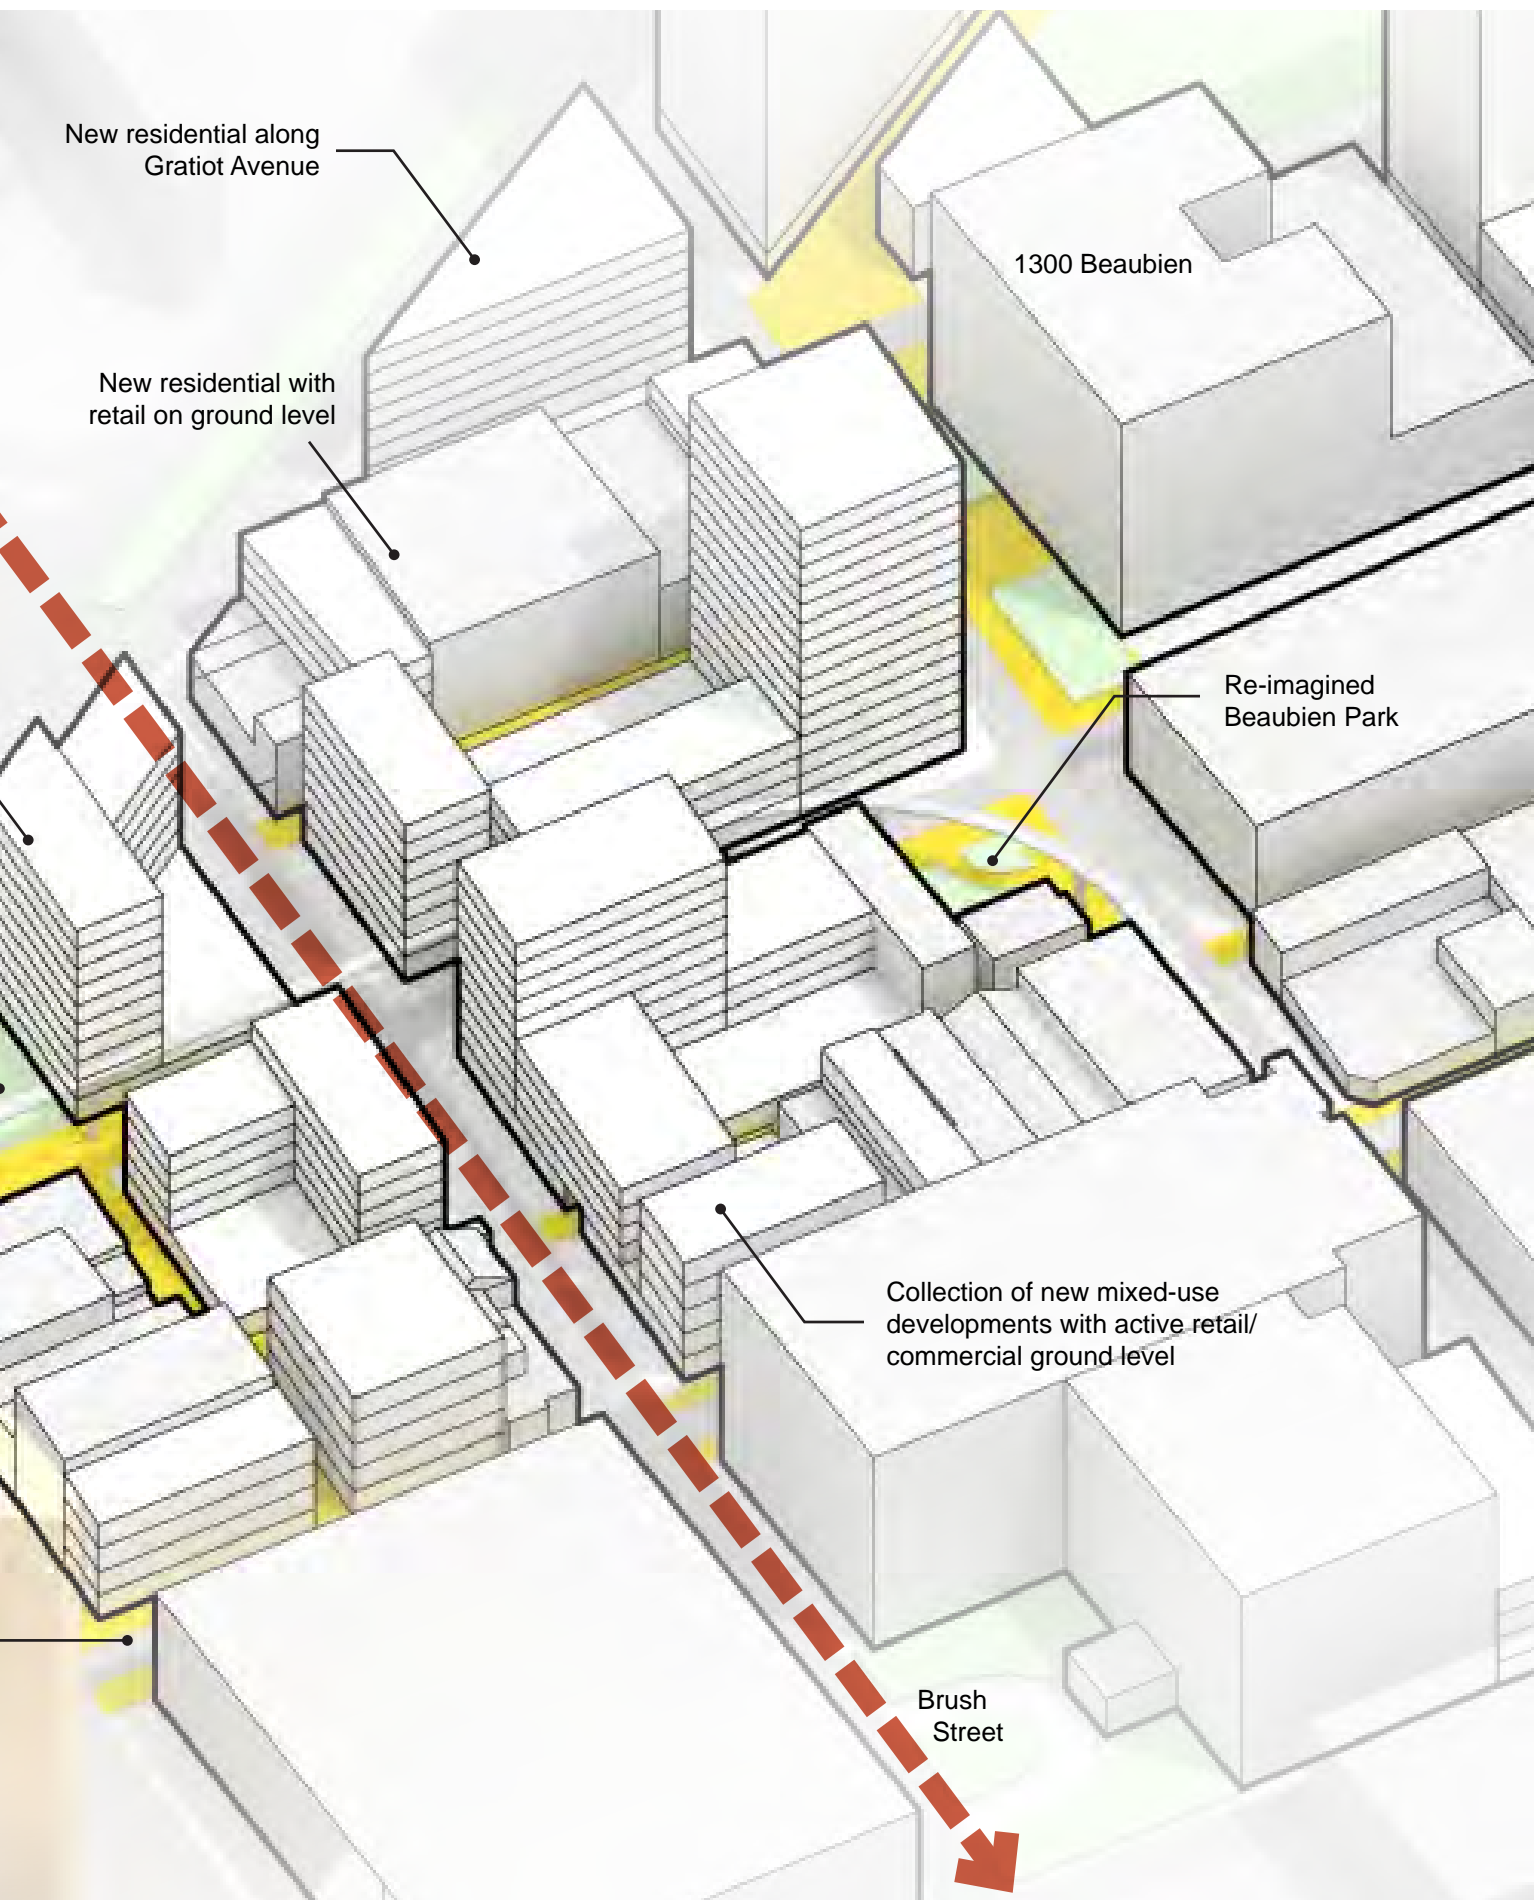 New residential along
Gratiot Avenue
1300 Beaubien
New residential with
retail on ground level
Re-imagined
Beaubien Park
Collection of new mixed-use
developments with active retail/
commercial ground level
Brush
Street